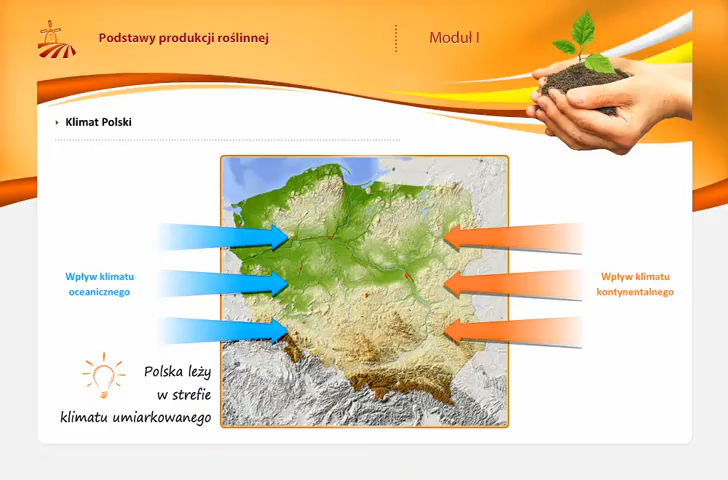 Podstawy produkcji roślinnej
Moduł I
Klimat Polski
Wpływ klimatu
oceanicznego
Wpływ klimatu
kontynentalnego
Polska leży
w strefie
klimatu umiarkowanego